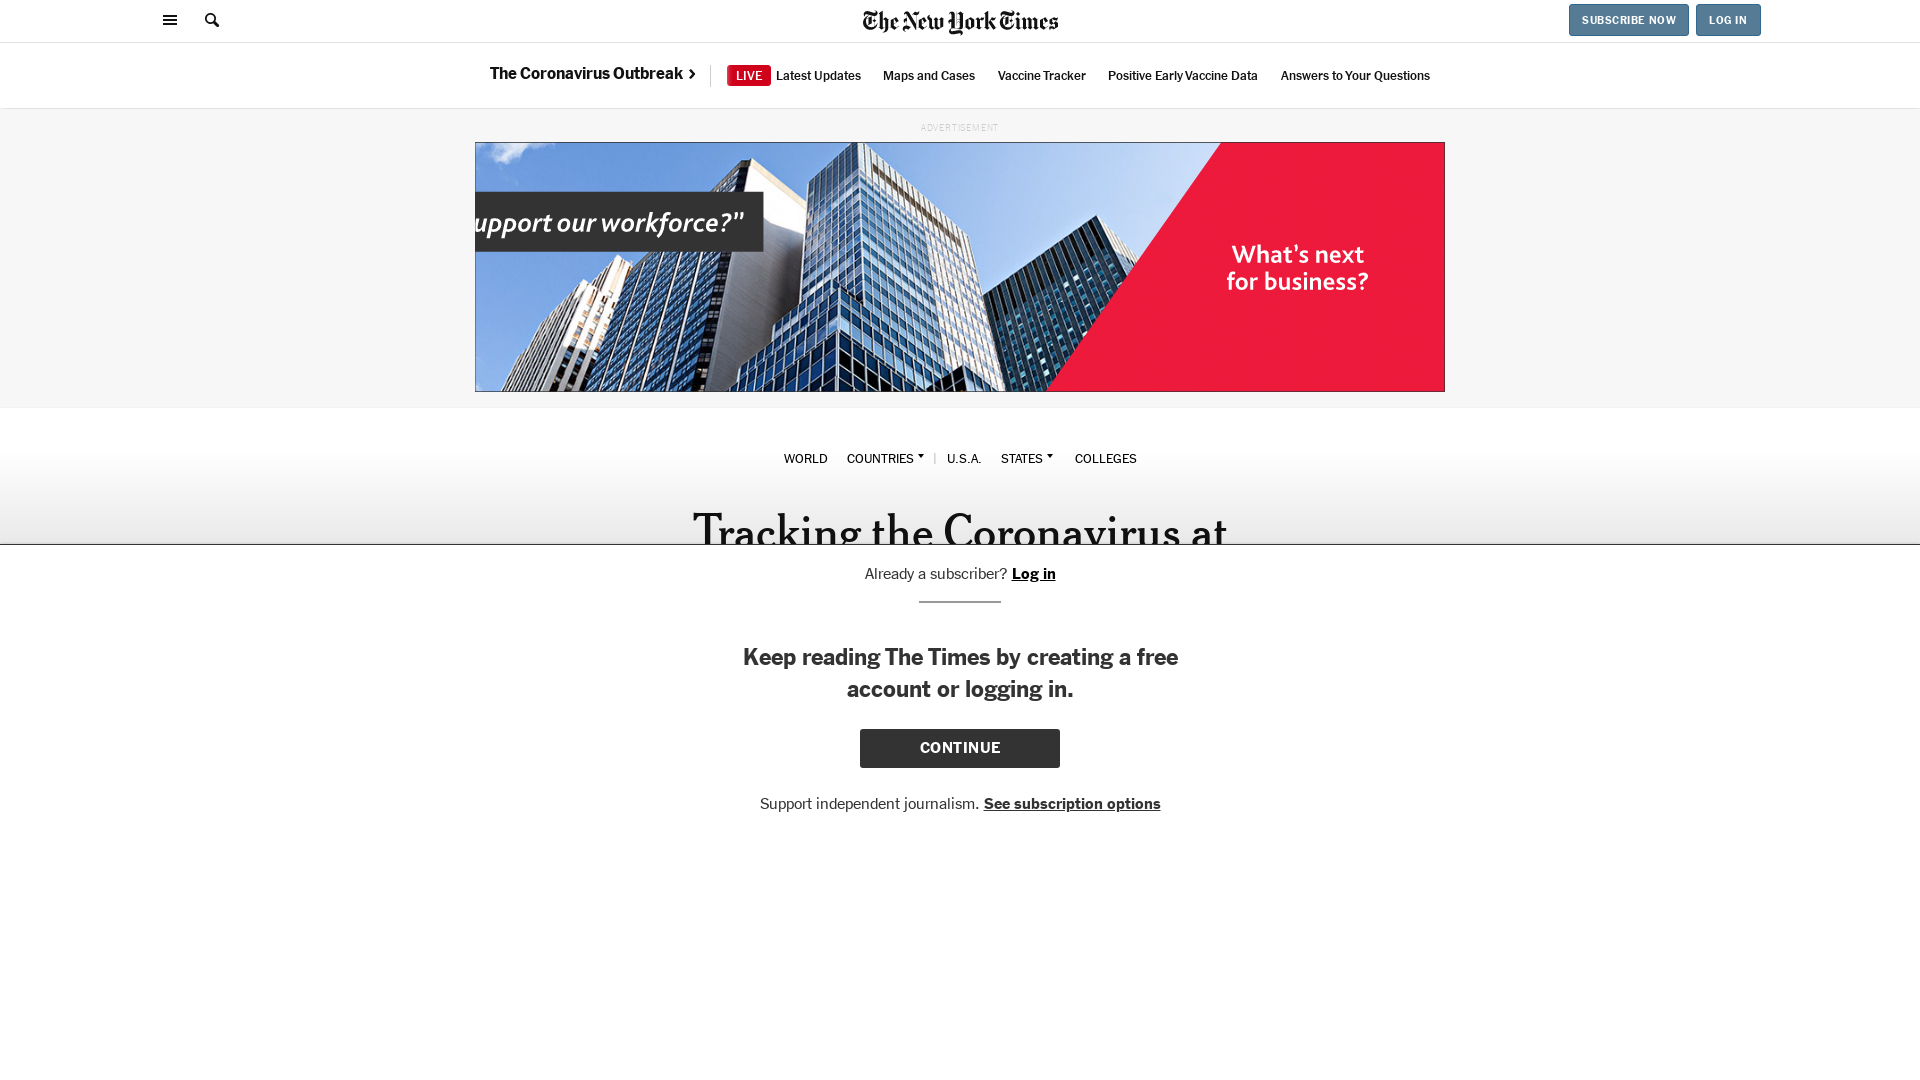 The New York Times
SUBSCRIBE NOW
LOG IN
The Coronavirus Outbreak
LIVE Latest Updates
Maps and Cases
Vaccine Tracker
Positive Early Vaccine Data
Answers to Your Questions
ADVERTISEMENT
upport our workforce?"
What's next
for business?
WORLD
COUNTRIES
U.S.A.
STATES
COLLEGES
Tracking the Coronavirus at
Already a subscriber? Log in
Keep reading The Times by creating a free
account or logging in.
CONTINUE
Support independent journalism. See subscription options